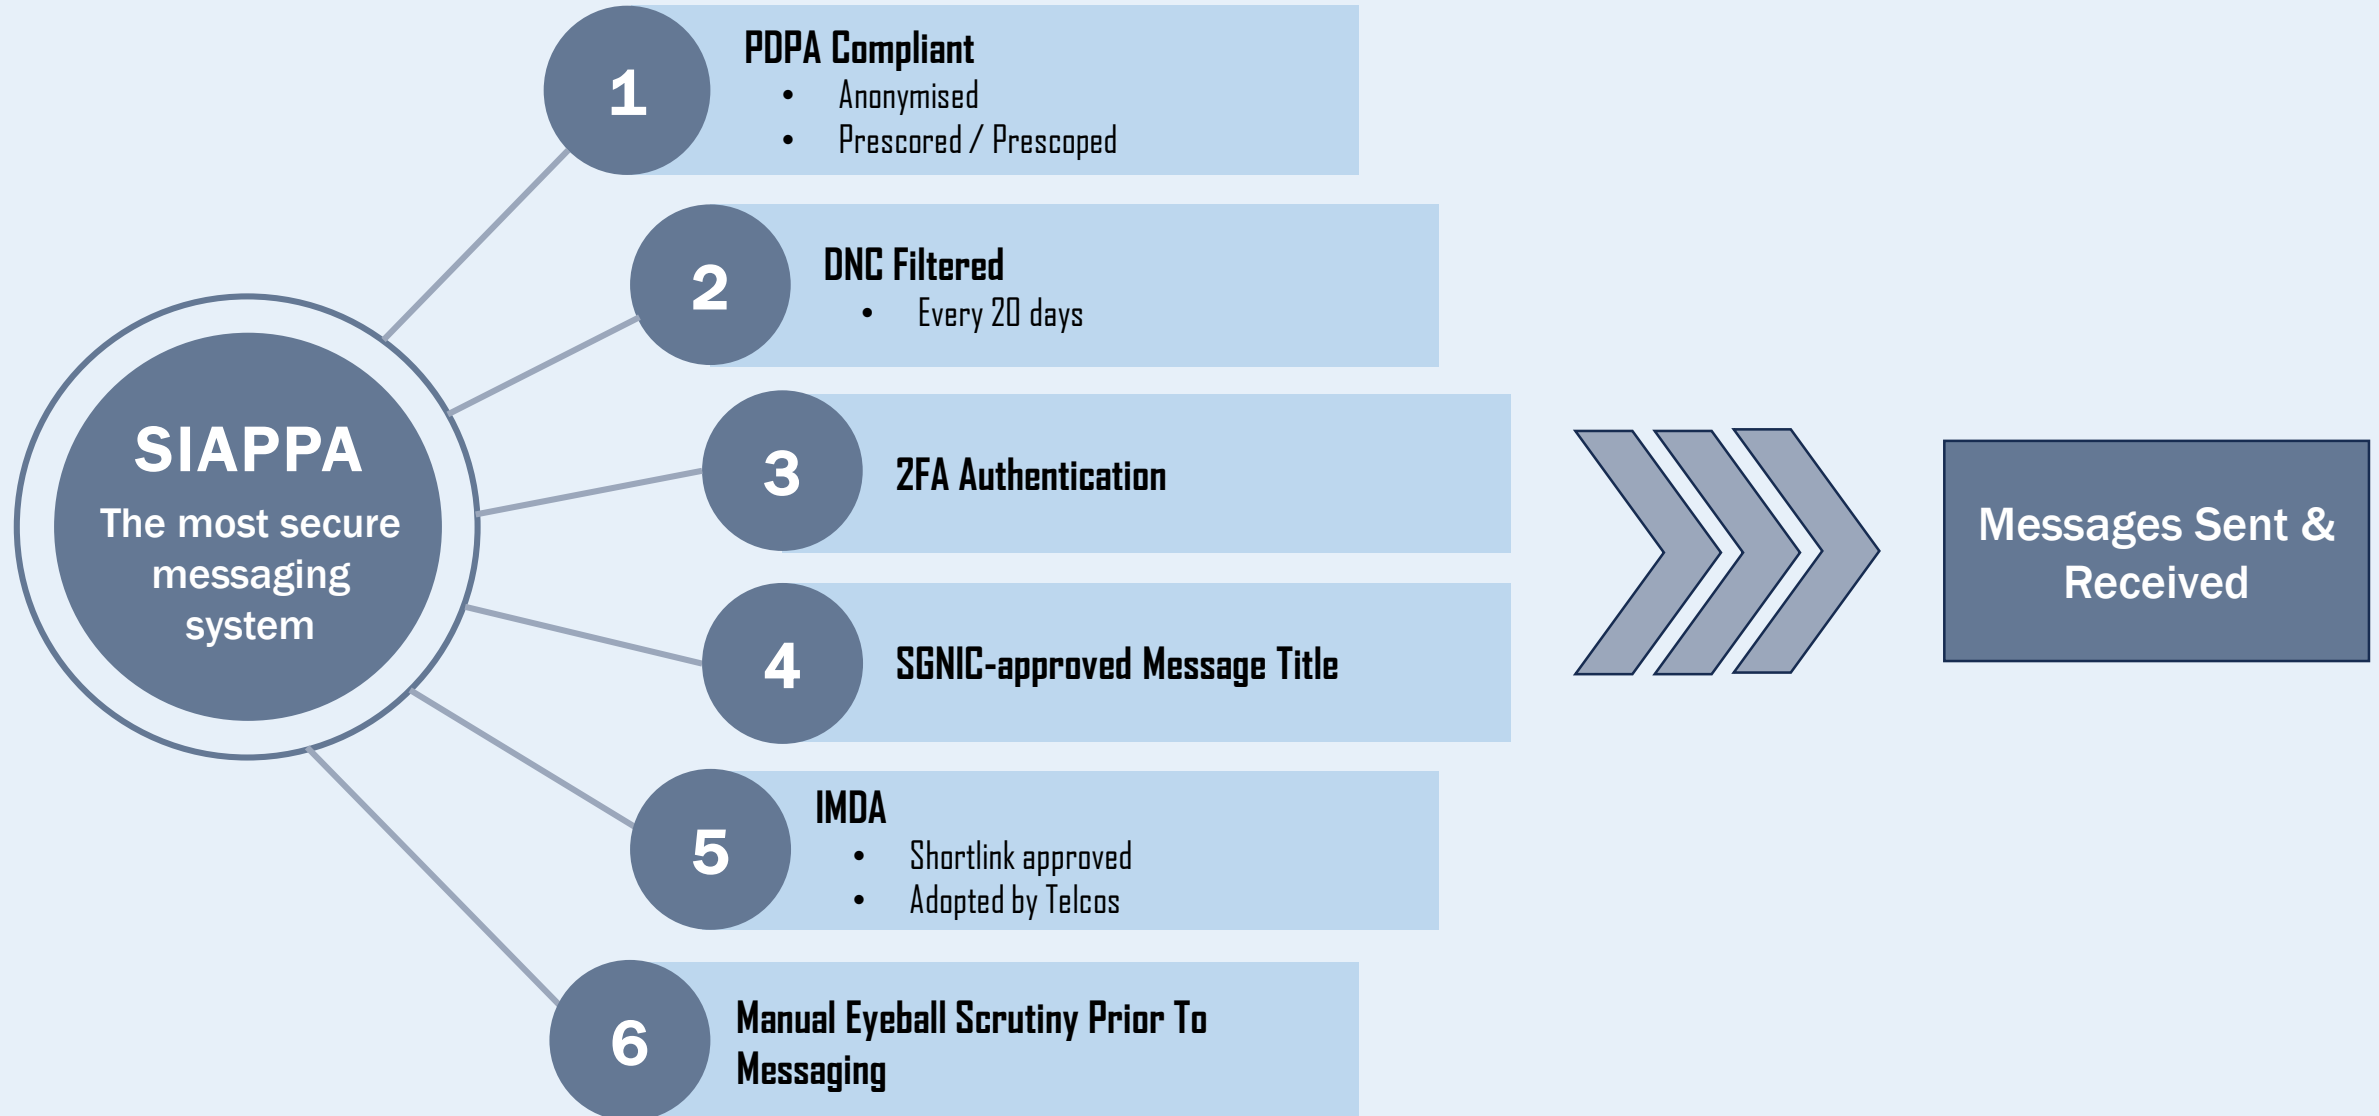 SIAPPA
The most secure
messaging
system
1
PDPA Compliant
• Anonymised
• Prescored / Prescoped
2
DNC Filtered
• Every 20 days
3
2FA Authentication
4
SGNIC-approved Message Title
5
IMDA
• Shortlink approved
• Adopted by Telcos
6
Manual Eyeball Scrutiny Prior To
Messaging
Messages Sent &
Received